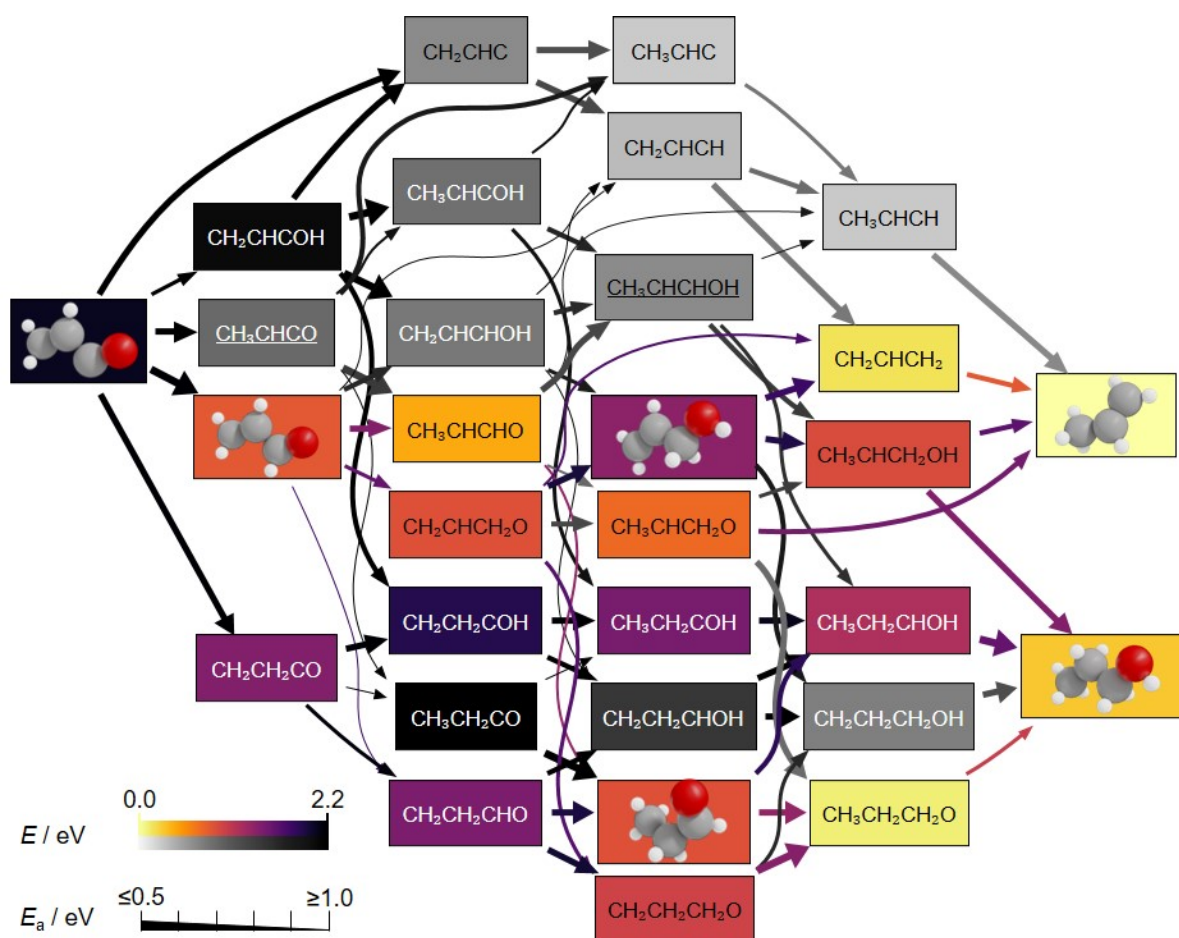 CH₂CHC
CH₃CHC
CH₂CHCH
CH₃CHCOH
CH₃CHCH
CH₂CHCOH
CH₃CHCHOH
CH₃CHCO
CH₂CHCHOH
CH₂CHCH₂
CH₃CHCHO
CH₃CHCH₂OH
CH₂CHCH₂O
CH₃CHCH₂O
CH₂CH₂COH
CH₃CH₂COH
CH₃CH₂CHOH
CH₂CH₂CO
CH₃CH₂CO
CH₂CH₂CHOH
CH₂CH₂CH₂OH
CH₂CH₂CHO
CH₃CH₂CH₂O
CH₂CH₂CH₂O
0.0 2.2
E / eV
≤0.5 ≥1.0
Eₐ / eV